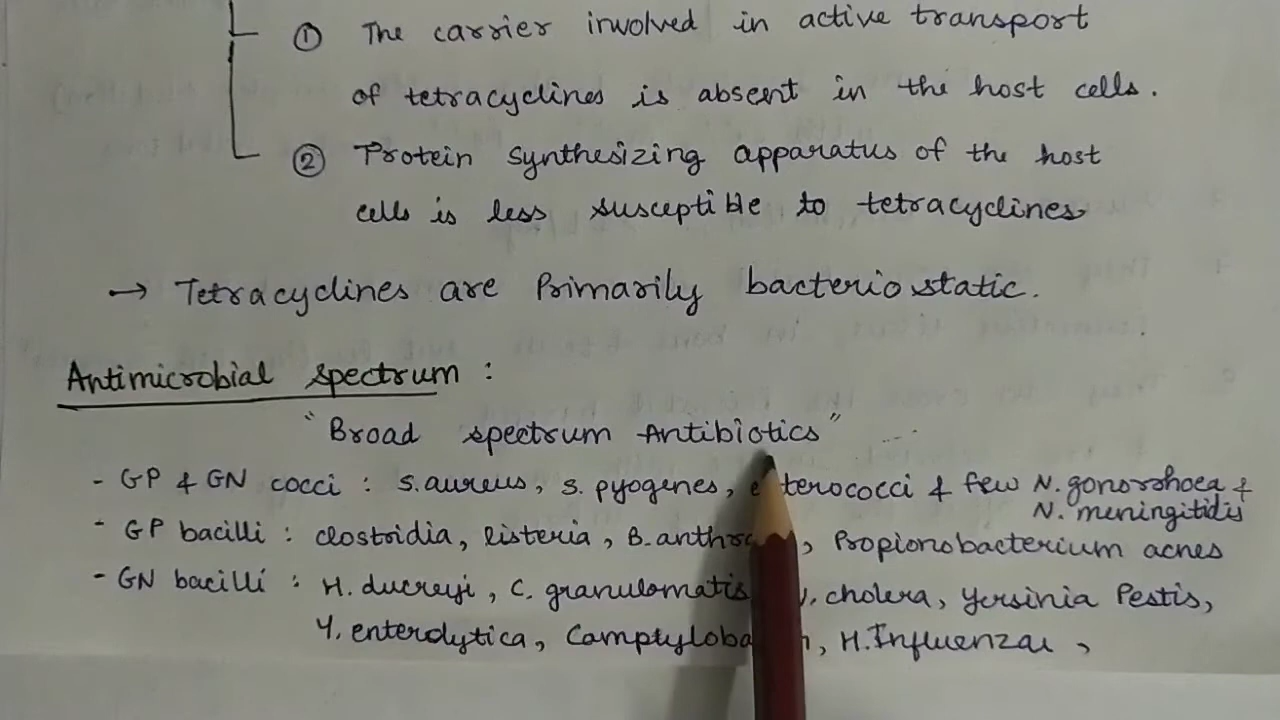 ① The carrier involved in active transport
of tetracyclines is absent in the host cells.
② Protein synthesizing apparatus of the host
cells is less susceptible to tetracyclines
→ Tetracyclines are Primarily bacteriostatic.
Antimicrobial spectrum :
"Broad spectrum Antibiotics"
- GP & GN cocci : S. aureus, S. pyogenes, enterococci & few N. gonorrhoea &
N. meningitidis
- GP bacilli : clostridia, listeria, B. , Propionobacterium acnes
- GN bacilli : H. ducreyi, C. granulomatis cholera, Yersinia Pestis,
Y. enterolytica, , H. Influenzae,